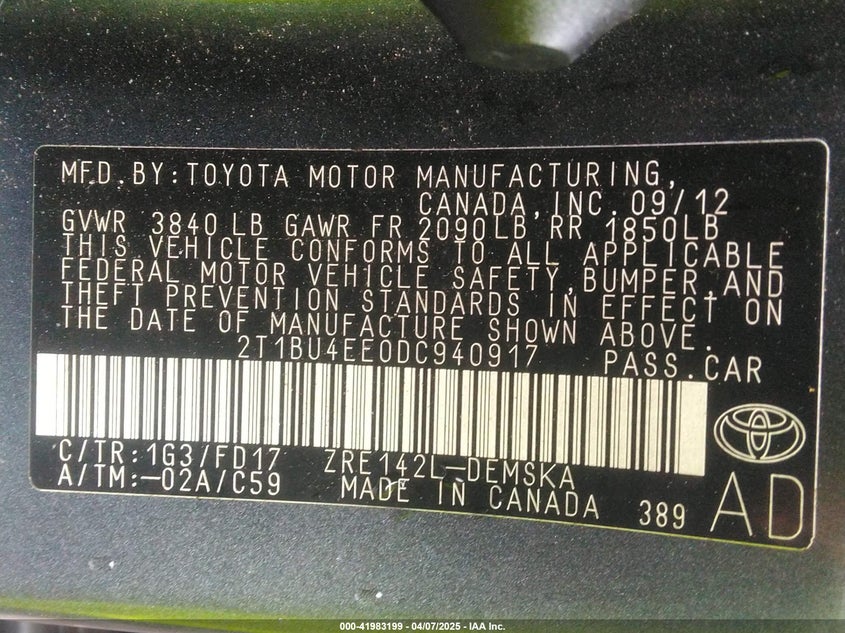 MFD.BY:TOYOTA MOTOR MANUFACTURING,
CANADA,INC. 09/12
GVWR 3840 LB GAWR FR 2090LB RR 1850LB
THIS VEHICLE CONFORMS TO ALL APPLICABLE
FEDERAL MOTOR VEHICLE SAFETY,BUMPER,AND
THEFT PREVENTION STANDARDS IN EFFECT ON
THE DATE OF MANUFACTURE SHOWN ABOVE.
2T1BU4EE0DC940917 PASS.CAR
C/TR:1G3/FD17 ZRE142L-DEMSKA
A/TM:-02A/C59 MADE IN CANADA 389 AD
000-41983199 - 04/07/2025 - IAA Inc.